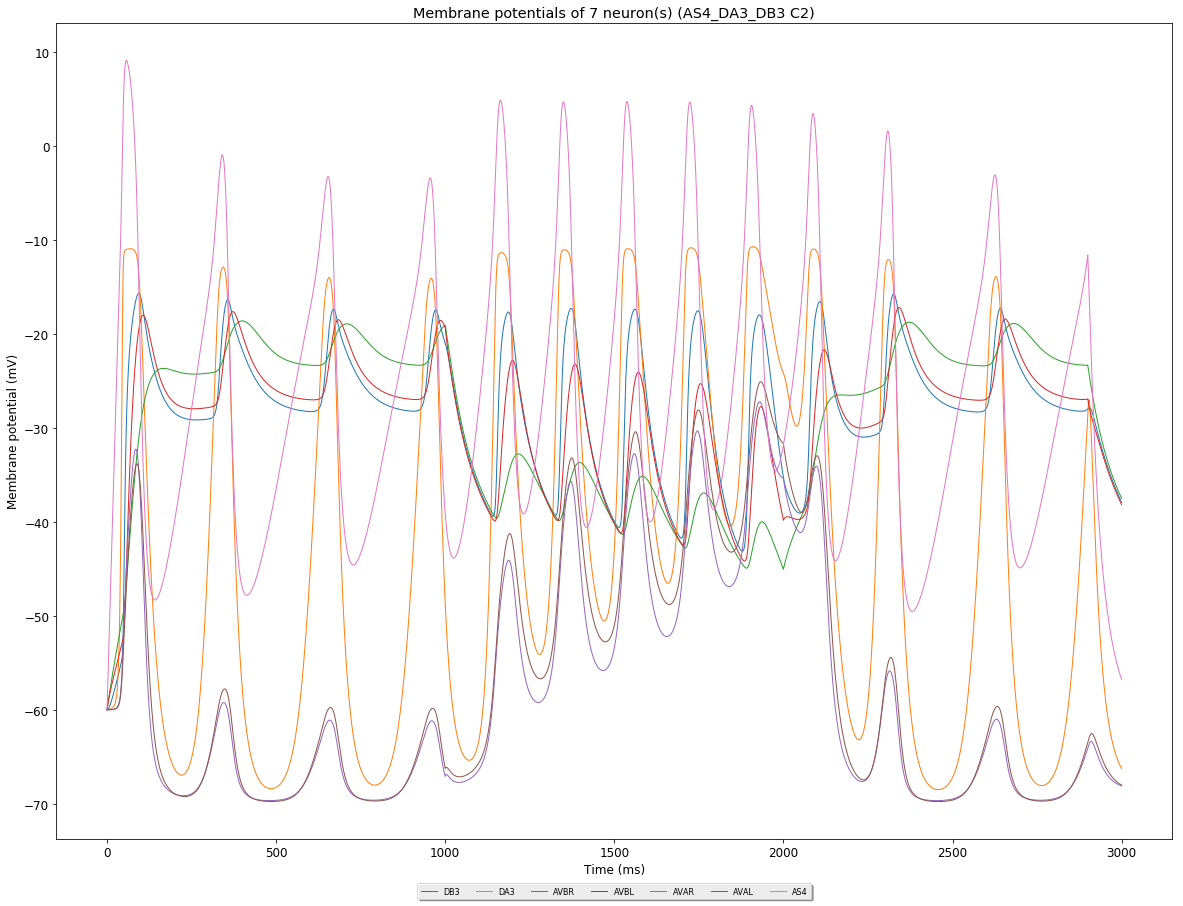 Membrane potentials of 7 neuron(s) (AS4_DA3_DB3 C2)
10
0
−10
−20
−30
−40
−50
−60
−70
Membrane potential (mV)
0 500 1000 1500 2000 2500 3000
Time (ms)
DB3 DA3 AVBR AVBL AVAR AVAL AS4